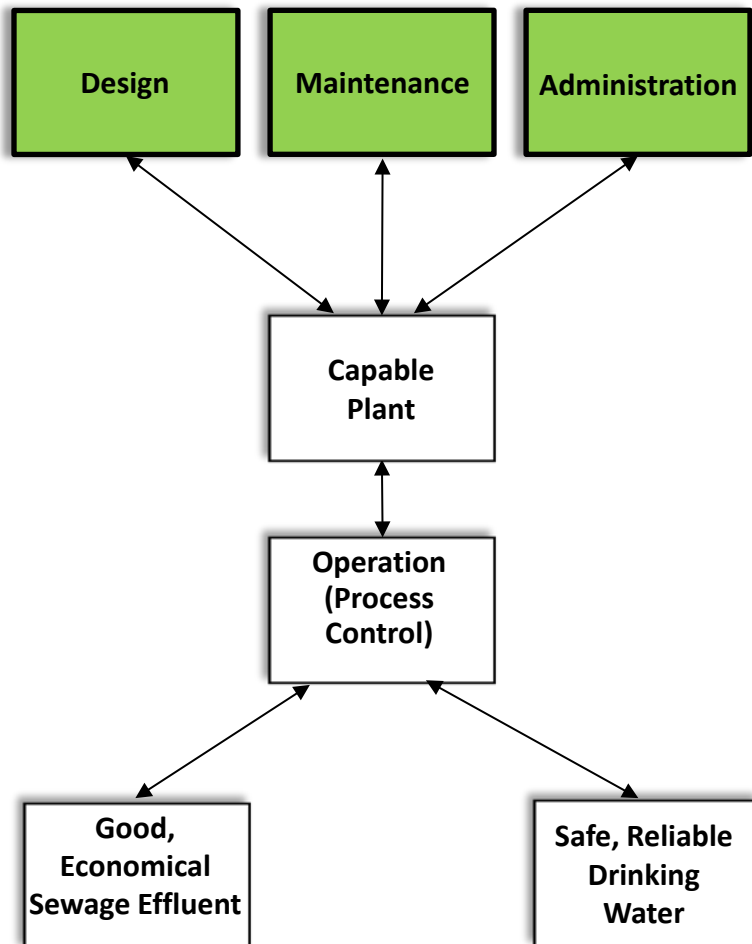 Design
Maintenance
Administration
Capable
Plant
Operation
(Process
Control)
Good,
Economical
Sewage Effluent
Safe, Reliable
Drinking
Water